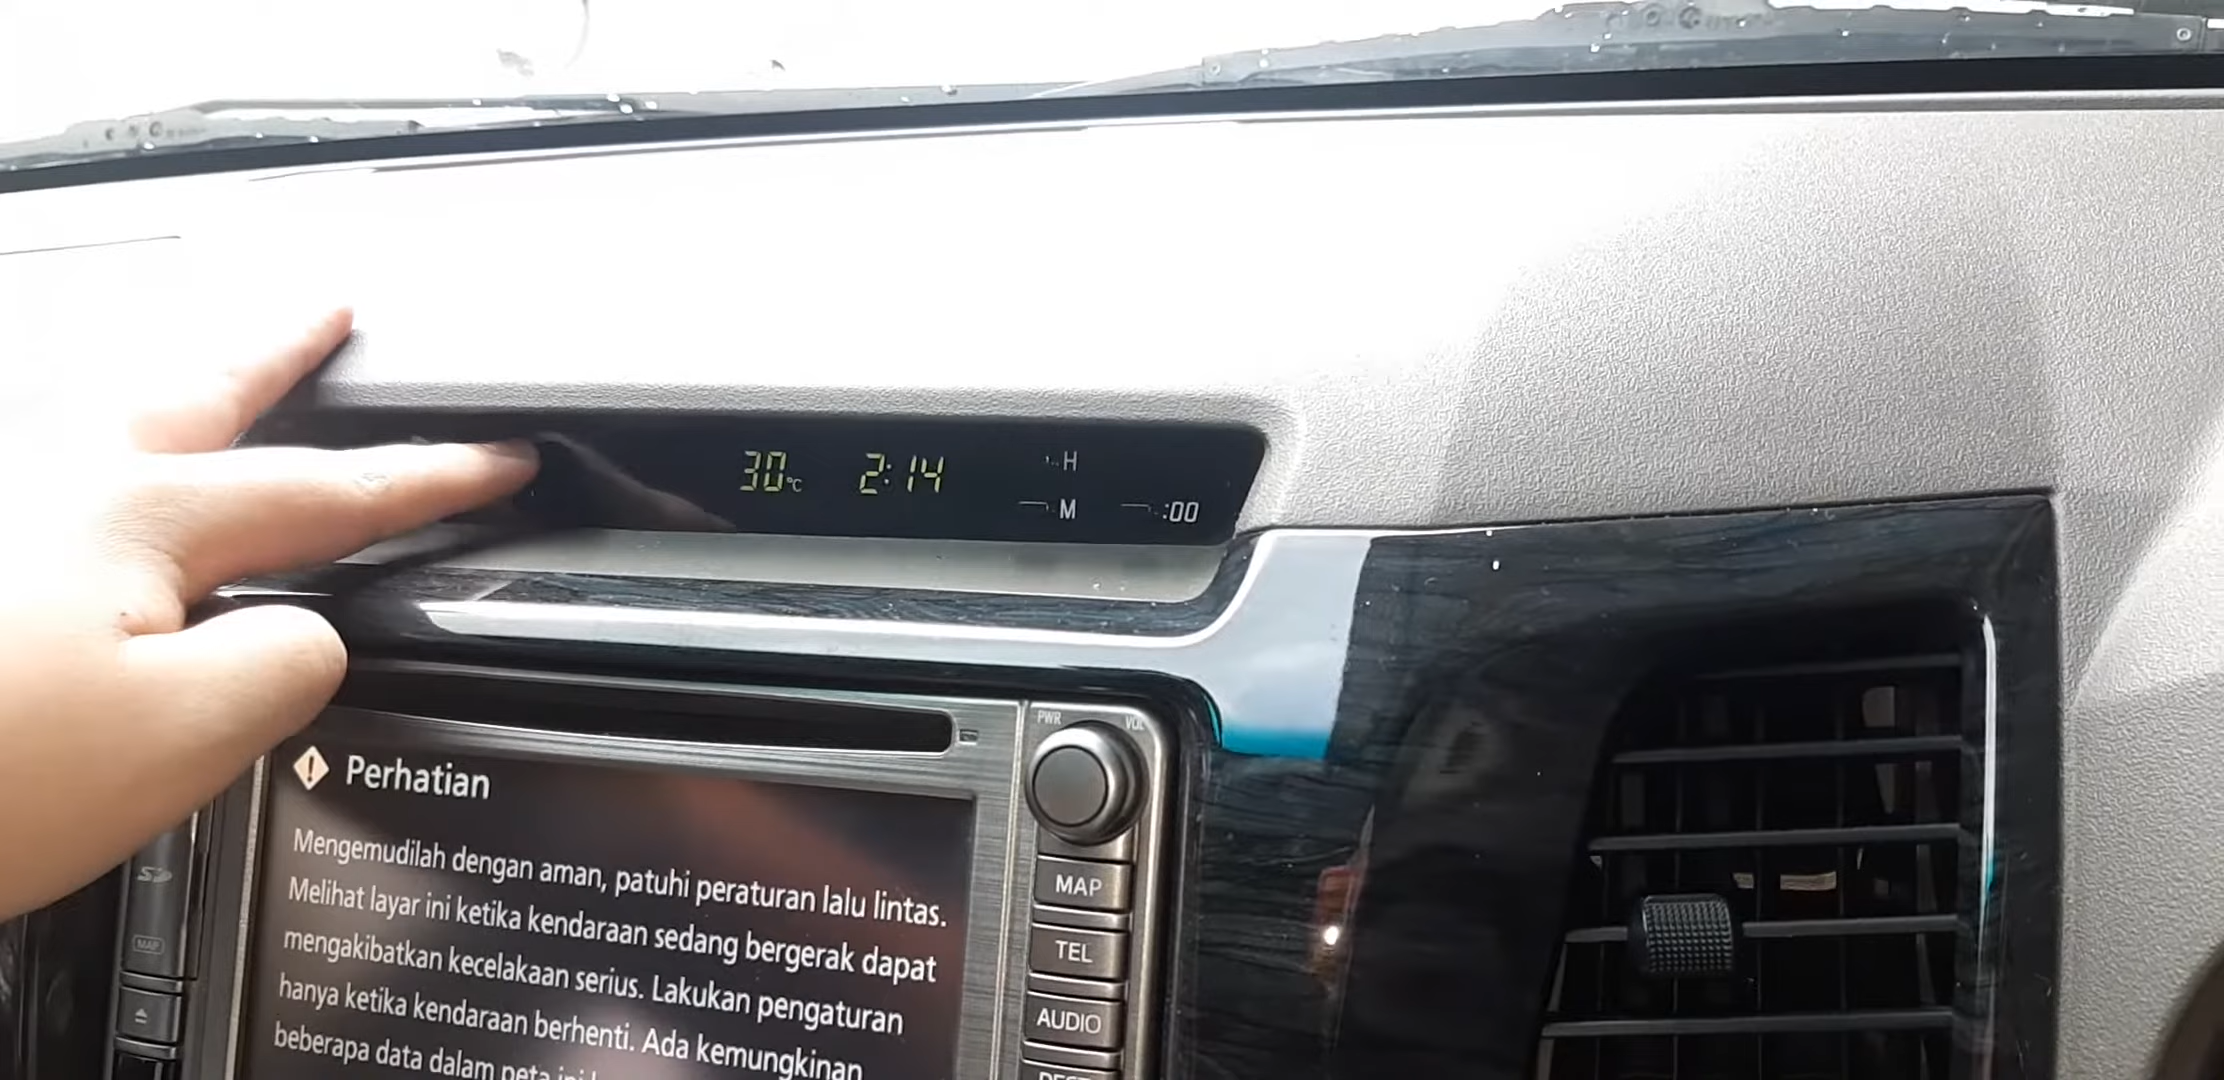 30°C 2:14 H
M :00
PWR VOL
Perhatian
Mengemudilah dengan aman, patuhi peraturan lalu lintas.
Melihat layar ini ketika kendaraan sedang bergerak dapat
mengakibatkan kecelakaan serius. Lakukan pengaturan
hanya ketika kendaraan berhenti. Ada kemungkinan
beberapa data dalam peta ini
MAP
TEL
AUDIO
SD
MAP